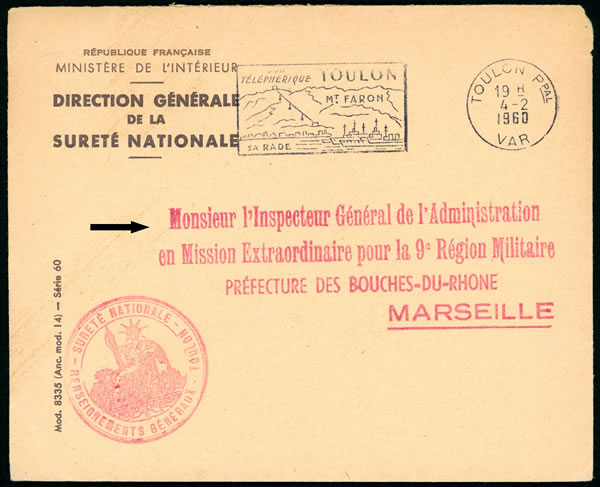 RÉPUBLIQUE FRANÇAISE
MINISTÈRE DE L'INTÉRIEUR
DIRECTION GÉNÉRALE
DE LA
SURETÉ NATIONALE
TÉLÉPHÉRIQUE TOULON
MT FARON
SA RADE
TOULON PPAL
19 H
4-2
1960
VAR
Monsieur l'Inspecteur Général de l'Administration
en Mission Extraordinaire pour la 9e Région Militaire
PRÉFECTURE DES BOUCHES-DU-RHONE
MARSEILLE
SURETÉ NATIONALE - TOULON - RENSEIGNEMENTS GÉNÉRAUX -
Mod. 8335 (Anc. mod. 14) — Série 60